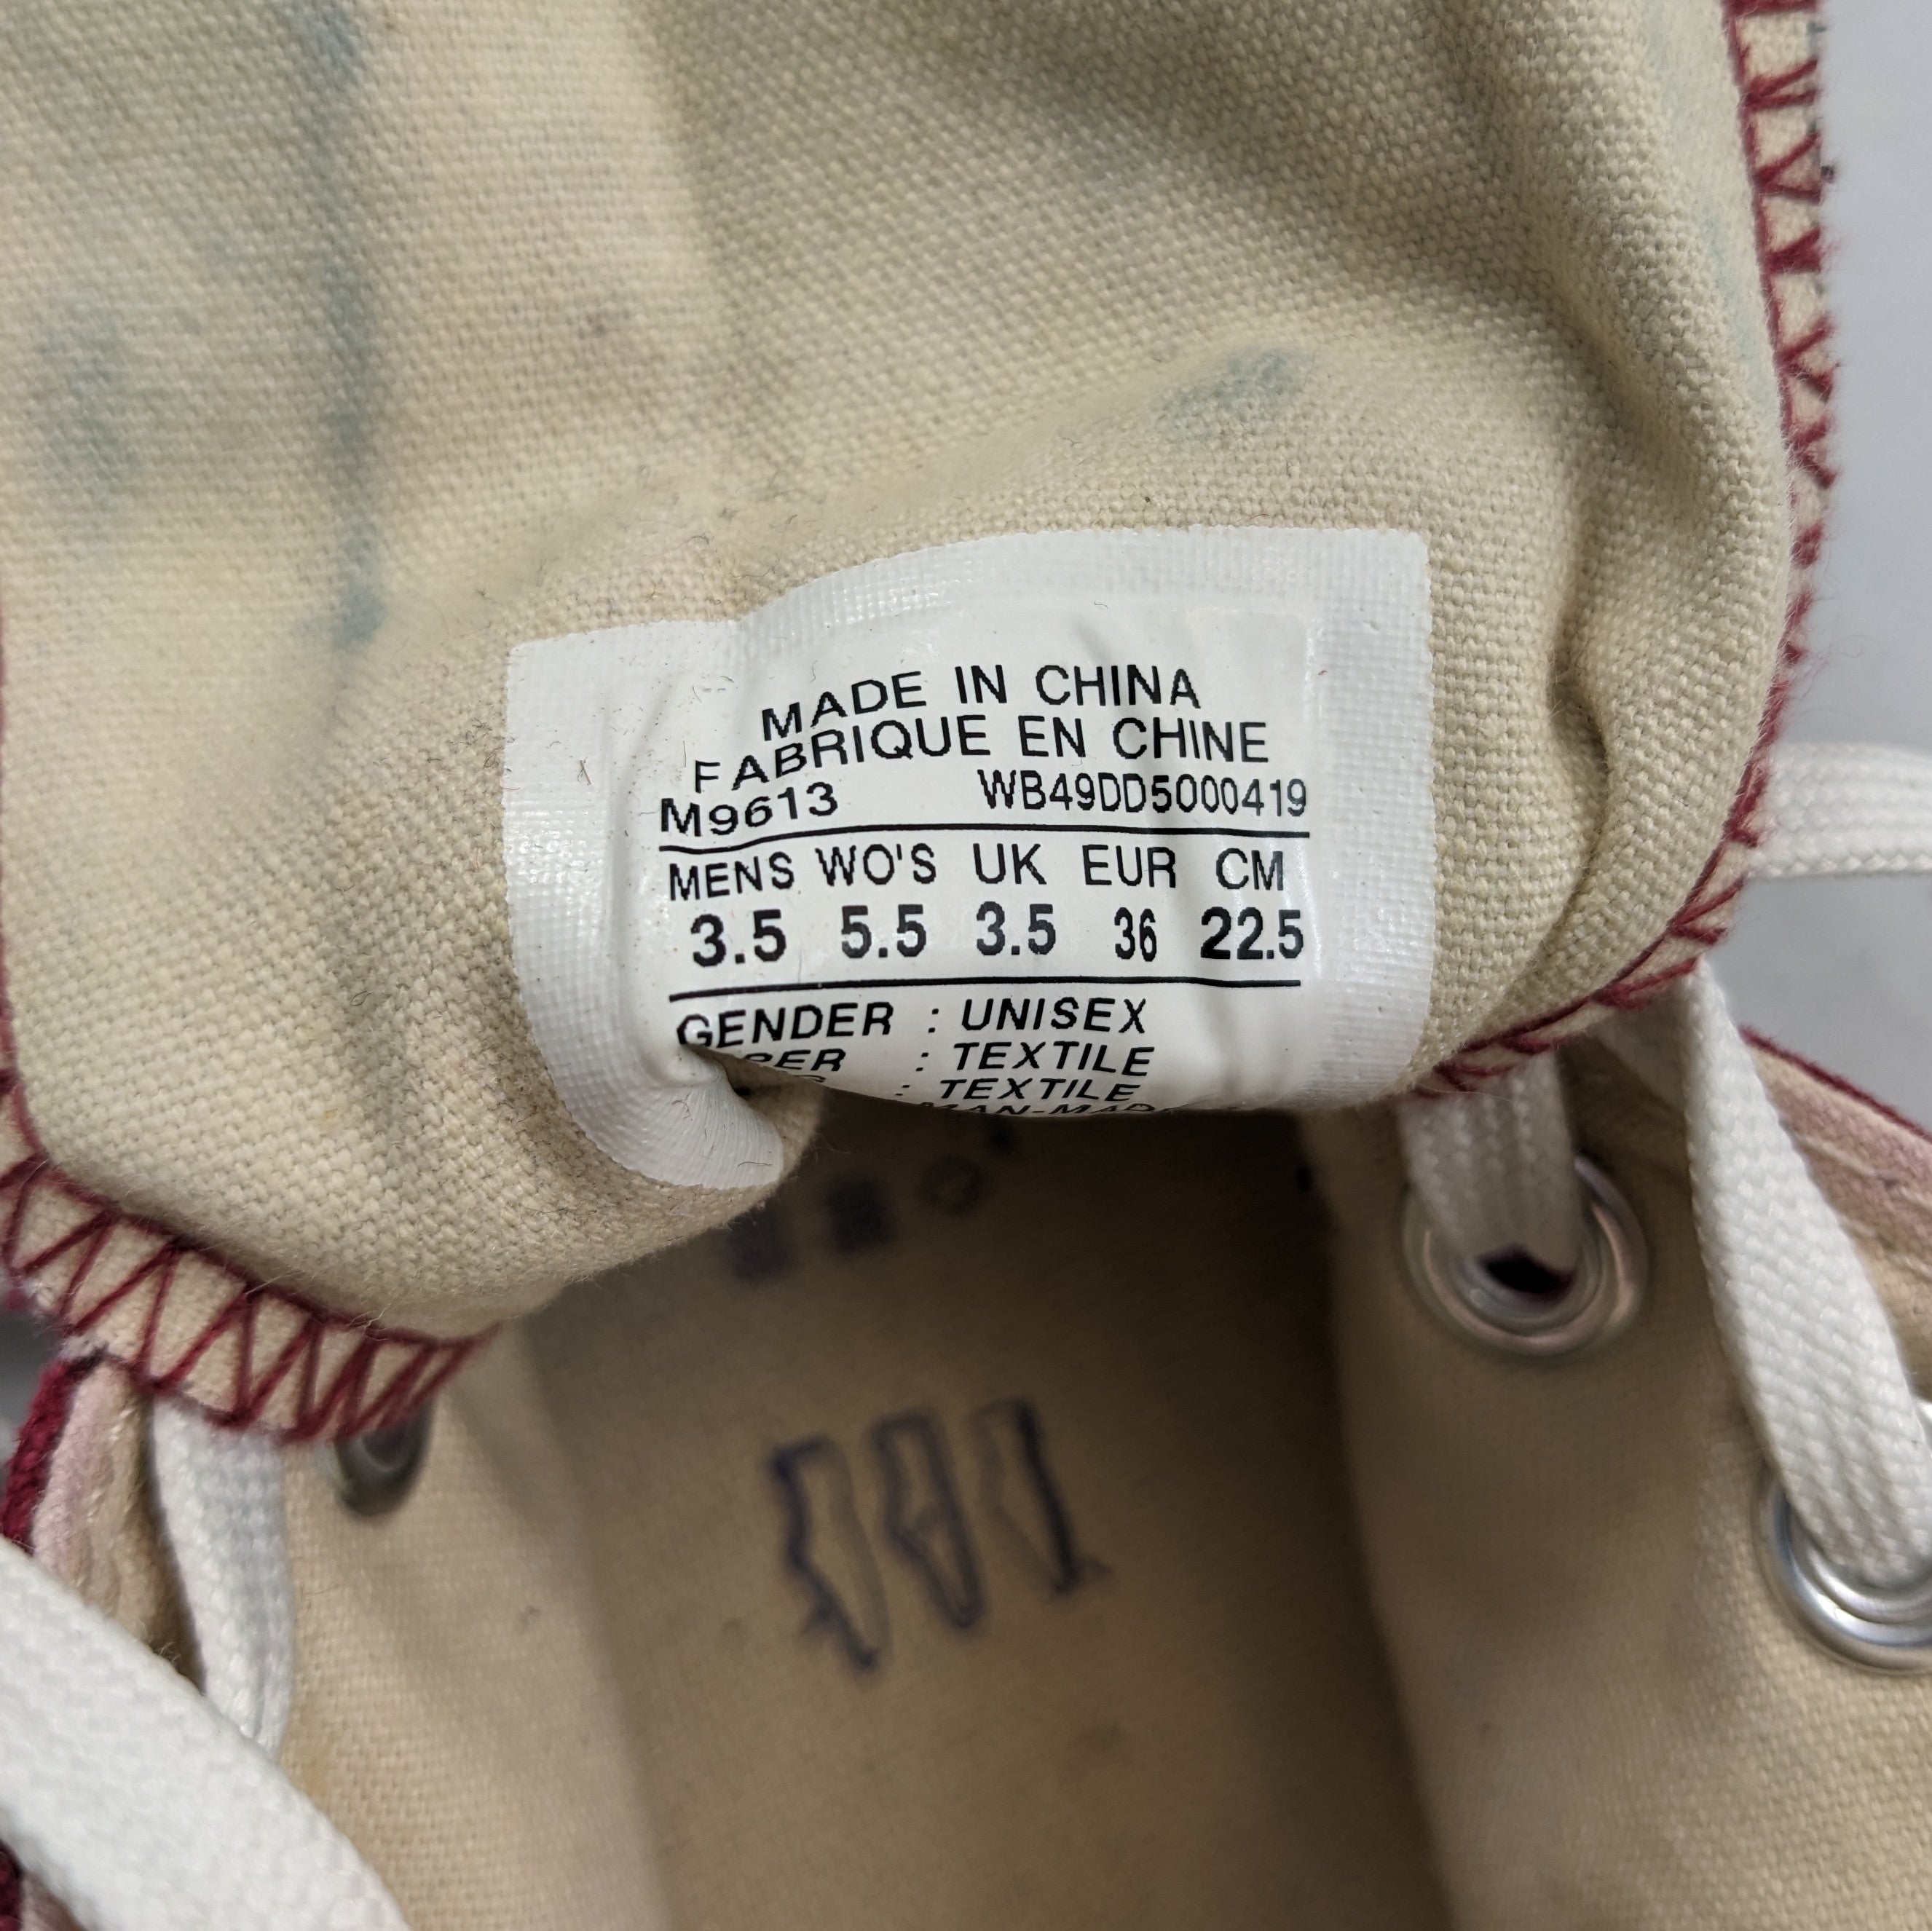 MADE IN CHINA
FABRIQUE EN CHINE
M9613 WB49DD5000419
MENS WO'S UK EUR CM
3.5 5.5 3.5 36 22.5
GENDER : UNISEX
: TEXTILE
: TEXTILE